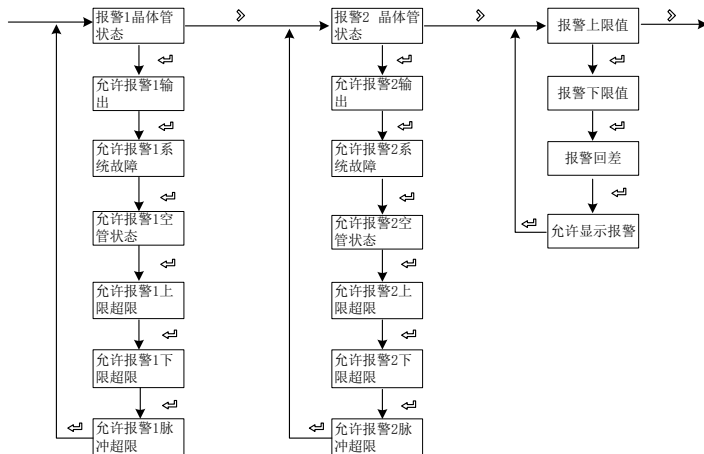 报警1晶体管
状态
允许报警1输
出
允许报警1系
统故障
允许报警1空
管状态
允许报警1上
限超限
允许报警1下
限超限
允许报警1脉
冲超限
报警2 晶体管
状态
允许报警2输
出
允许报警2系
统故障
允许报警2空
管状态
允许报警2上
限超限
允许报警2下
限超限
允许报警2脉
冲超限
报警上限值
报警下限值
报警回差
允许显示报警